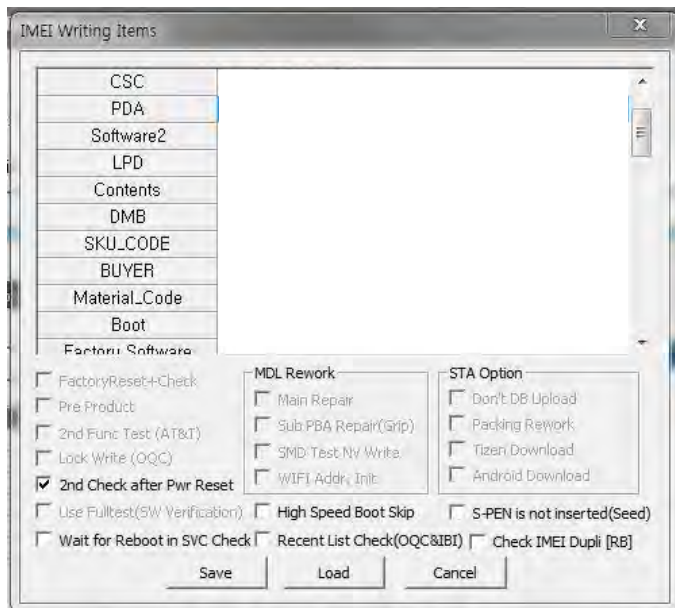 IMEI Writing Items
CSC
PDA
Software2
LPD
Contents
DMB
SKU_CODE
BUYER
Material_Code
Boot
Factory Software
FactoryReset+Check
Pre Product
2nd Func Test (AT&T)
Lock Write (OQC)
2nd Check after Pwr Reset
Use Fulltest(SW Verification)
Wait for Reboot in SVC Check
MDL Rework
Main Repair
Sub PBA Repair(Grip)
SMD Test Nv Write
WIFI Addr, Init
High Speed Boot Skip
Recent List Check(OQC&IBI)
STA Option
Don't DB Upload
Packing Rework
Tizen Download
Android Download
S-PEN is not inserted(Seed)
Check IMEI Dupli [RB]
Save
Load
Cancel